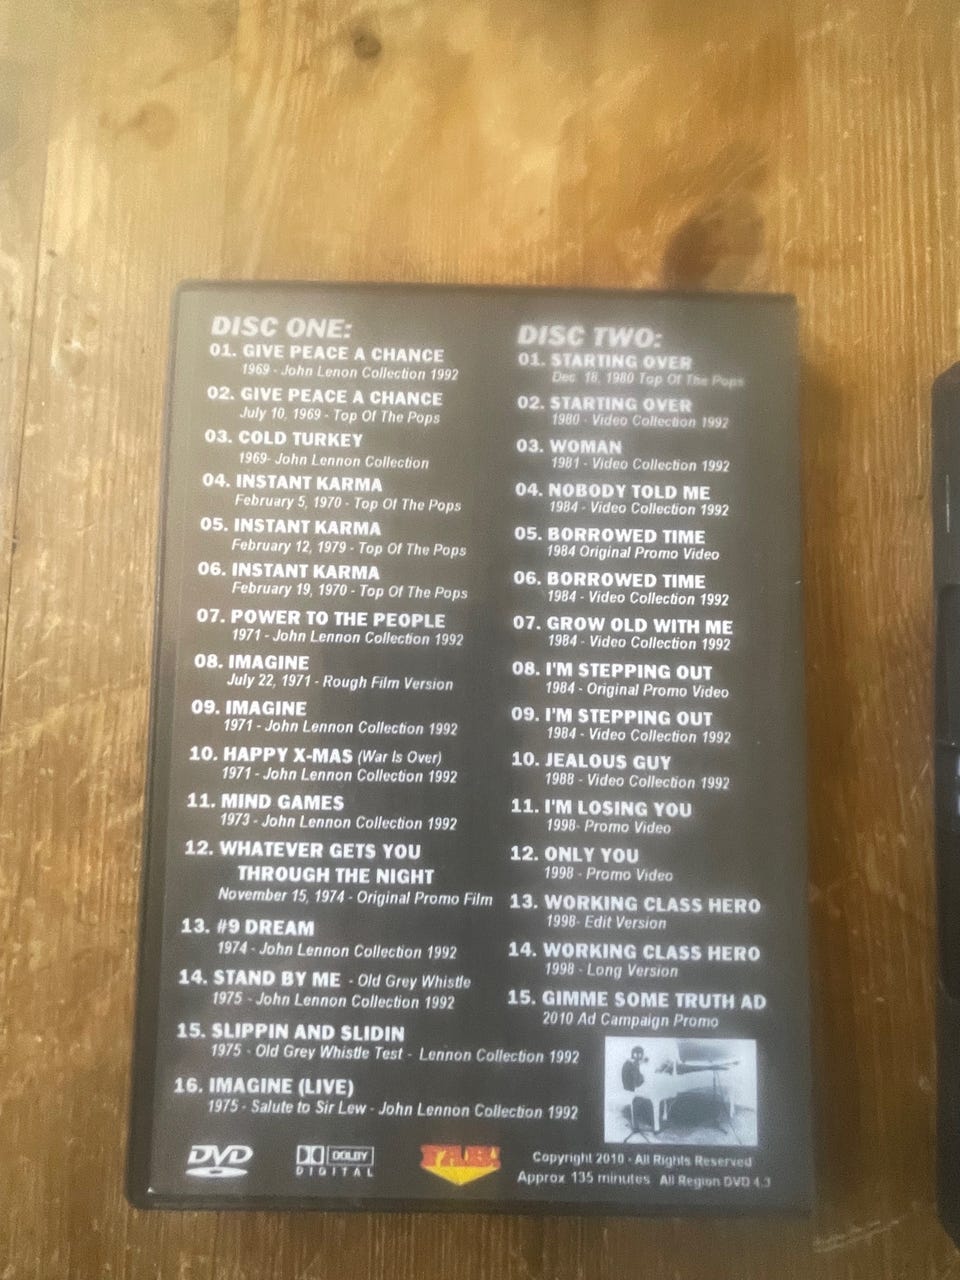 DISC ONE:
01. GIVE PEACE A CHANCE
1969 - John Lenon Collection 1992
02. GIVE PEACE A CHANCE
July 10, 1969 - Top Of The Pops
03. COLD TURKEY
1969- John Lennon Collection
04. INSTANT KARMA
February 5, 1970 - Top Of The Pops
05. INSTANT KARMA
February 12, 1979 - Top Of The Pops
06. INSTANT KARMA
February 19, 1970 - Top Of The Pops
07. POWER TO THE PEOPLE
1971 - John Lennon Collection 1992
08. IMAGINE
July 22, 1971 - Rough Film Version
09. IMAGINE
1971 - John Lennon Collection 1992
10. HAPPY X-MAS (War Is Over)
1971 - John Lennon Collection 1992
11. MIND GAMES
1973 - John Lennon Collection 1992
12. WHATEVER GETS YOU
THROUGH THE NIGHT
November 15, 1974 - Original Promo Film
13. #9 DREAM
1974 - John Lennon Collection 1992
14. STAND BY ME - Old Grey Whistle
1975 - John Lennon Collection 1992
15. SLIPPIN AND SLIDIN
1975 - Old Grey Whistle Test - Lennon Collection 1992
16. IMAGINE (LIVE)
1975 - Salute to Sir Lew - John Lennon Collection 1992
DISC TWO:
01. STARTING OVER
Dec. 18, 1980 Top Of The Pops
02. STARTING OVER
1980 - Video Collection 1992
03. WOMAN
1981 - Video Collection 1992
04. NOBODY TOLD ME
1984 - Video Collection 1992
05. BORROWED TIME
1984 Original Promo Video
06. BORROWED TIME
1984 - Video Collection 1992
07. GROW OLD WITH ME
1984 - Video Collection 1992
08. I'M STEPPING OUT
1984 - Original Promo Video
09. I'M STEPPING OUT
1984 - Video Collection 1992
10. JEALOUS GUY
1988 - Video Collection 1992
11. I'M LOSING YOU
1998- Promo Video
12. ONLY YOU
1998 - Promo Video
13. WORKING CLASS HERO
1998- Edit Version
14. WORKING CLASS HERO
1998 - Long Version
15. GIMME SOME TRUTH AD
2010 Ad Campaign Promo
DVD
DOLBY
DIGITAL
Copyright 2010 - All Rights Reserved
Approx 135 minutes All Region DVD 4.3